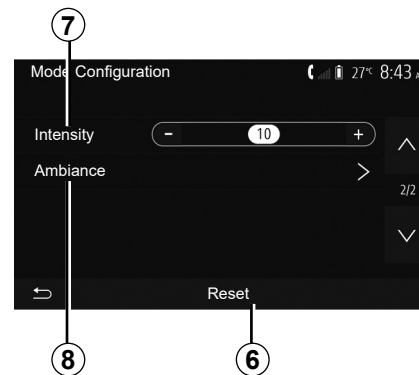 7
Mode Configuration 27°C 8:43
Intensity - 10 +
Ambiance >
2/2
Reset
8 6